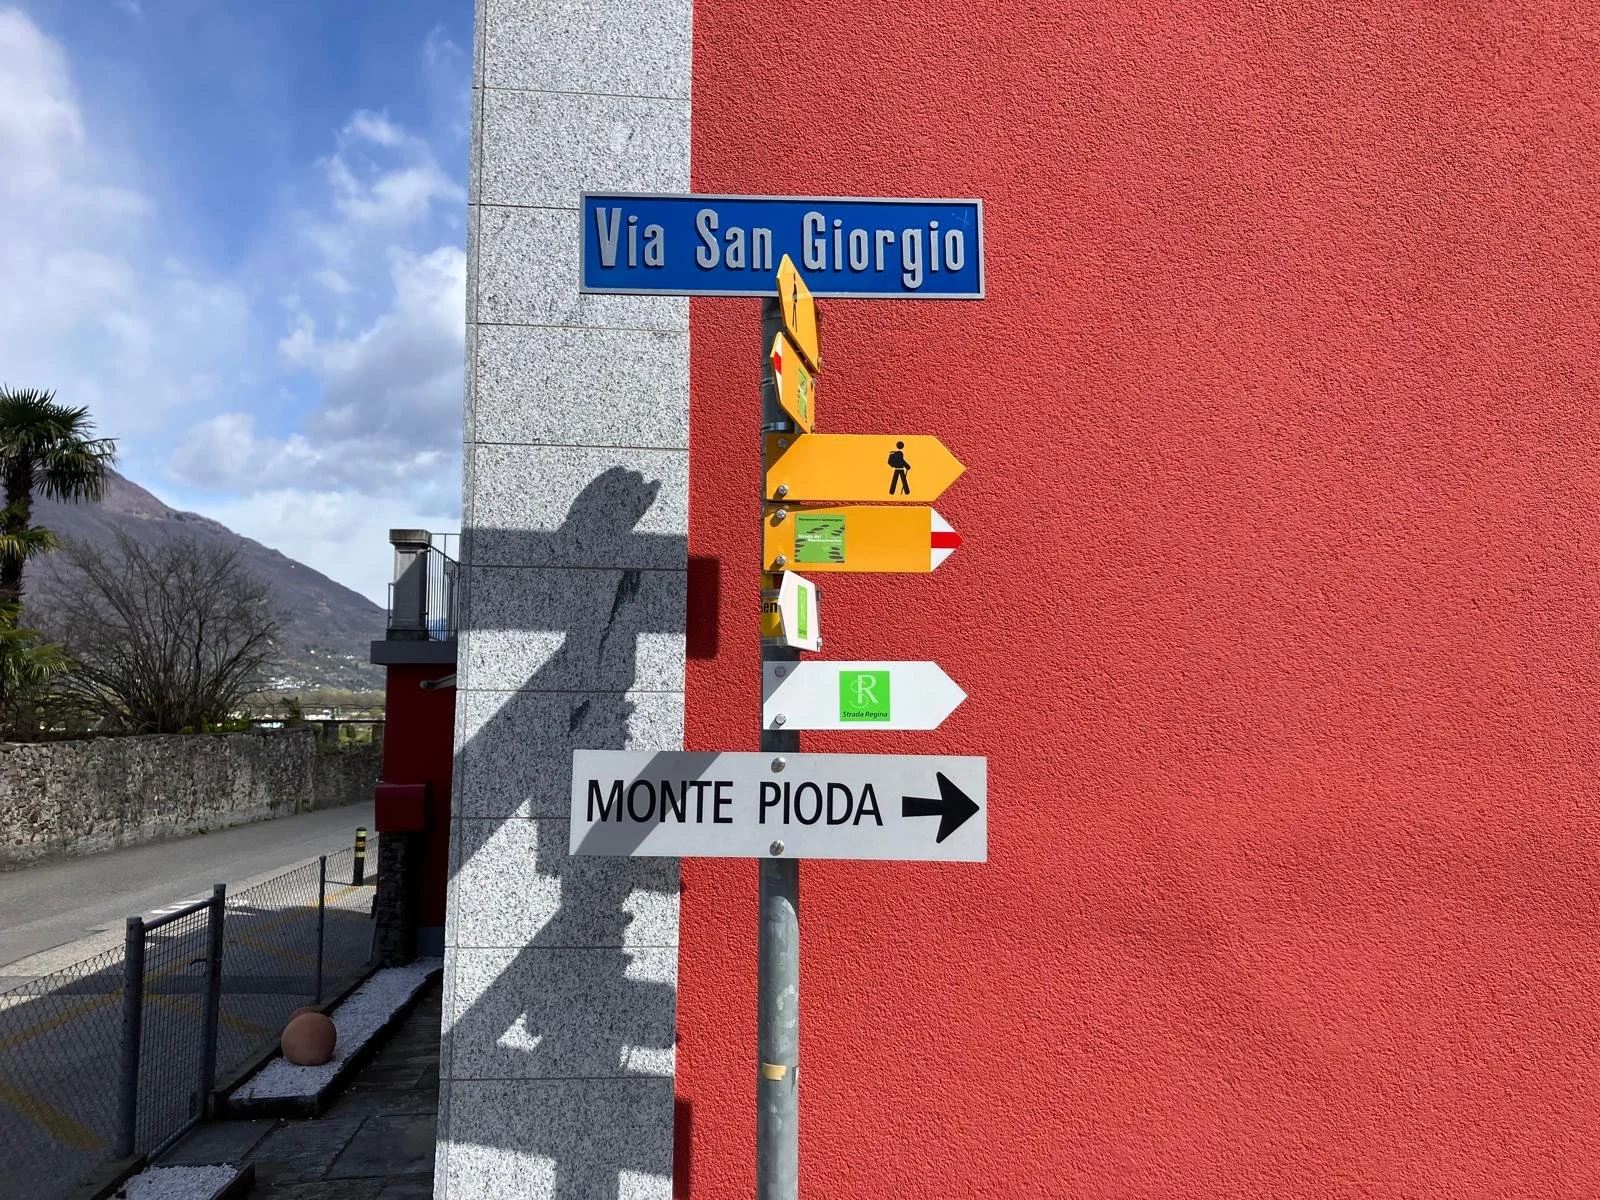 Via San Giorgio
Strada Regina
MONTE PIODA